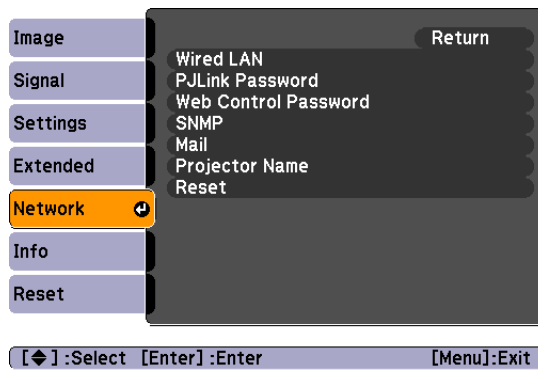 Image
Signal
Settings
Extended
Network
Info
Reset
Return
Wired LAN
PJLink Password
Web Control Password
SNMP
Mail
Projector Name
Reset
[◆] :Select [Enter] :Enter [Menu]:Exit